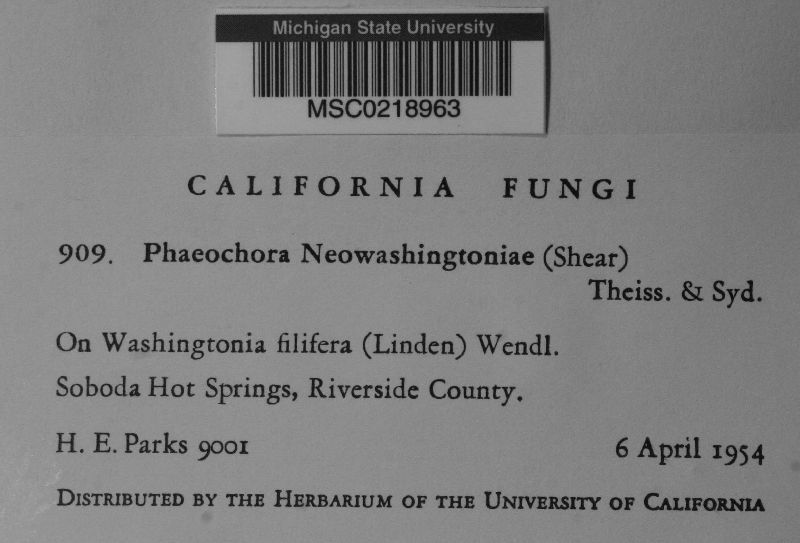 Michigan State University
MSC0218963
CALIFORNIA FUNGI
909. Phaeochora Neowashingtoniae (Shear)
Theiss. & Syd.
On Washingtonia filifera (Linden) Wendl.
Soboda Hot Springs, Riverside County.
H. E. Parks 9001 6 April 1954
DISTRIBUTED BY THE HERBARIUM OF THE UNIVERSITY OF CALIFORNIA